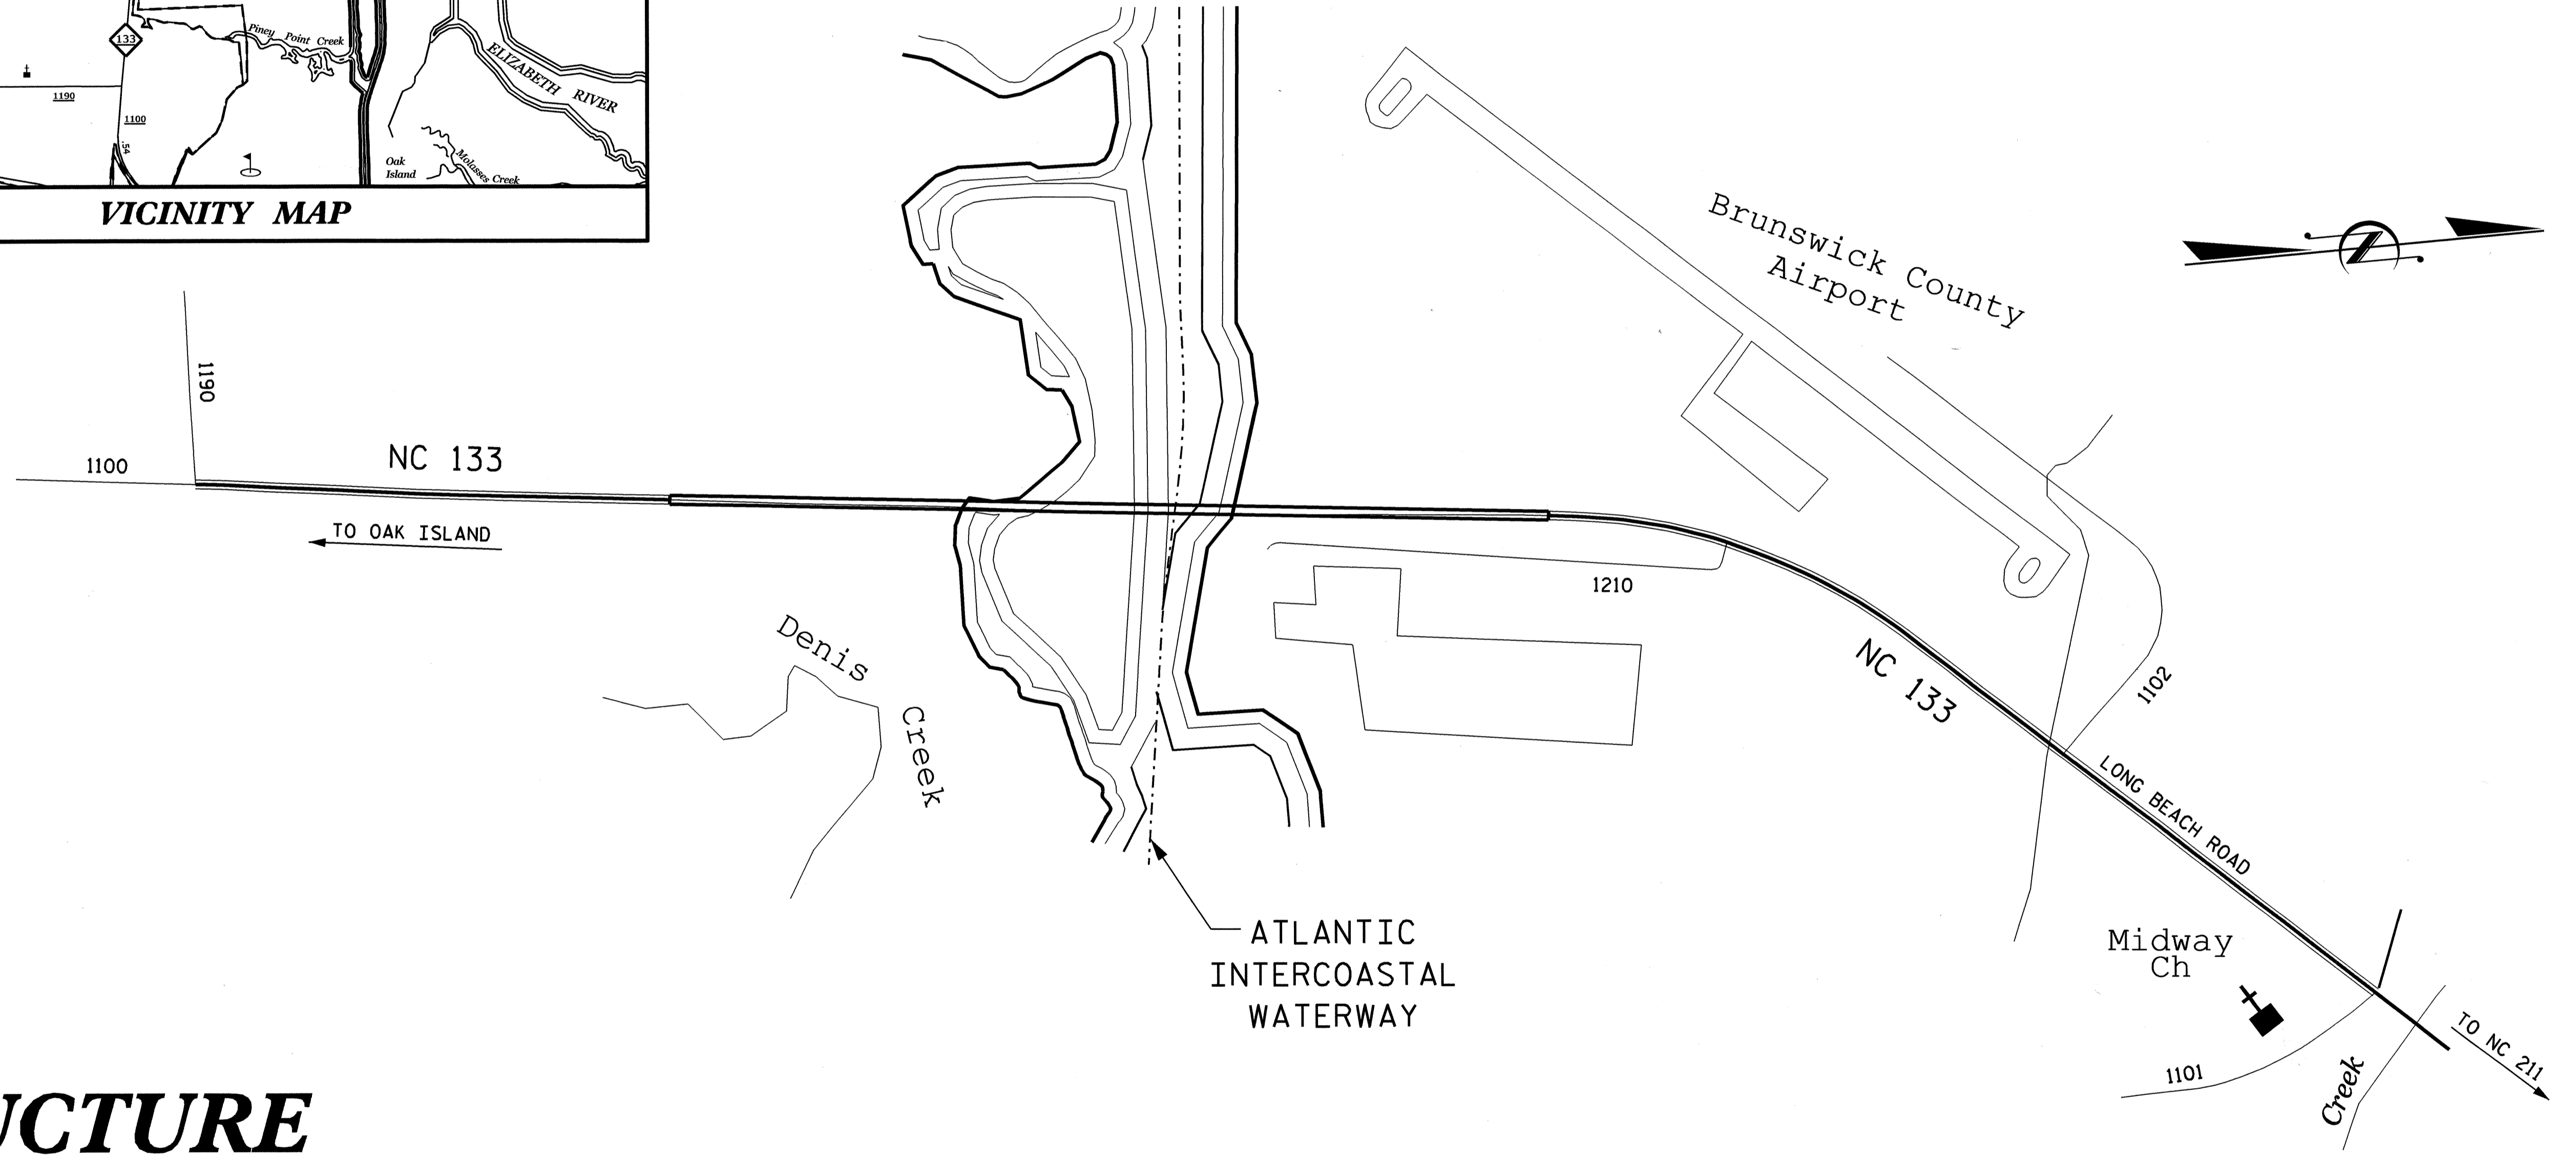 133
Piney Point Creek
ELIZABETH RIVER
1190
1100
.54
Oak
Island
Molasses Creek
VICINITY MAP
Brunswick County
Airport
1190
NC 133
1100
TO OAK ISLAND
1210
Denis
Creek
NC 133
1102
LONG BEACH ROAD
ATLANTIC
INTERCOASTAL
WATERWAY
Midway
Ch
TO NC 211
1101
Creek
UCTURE